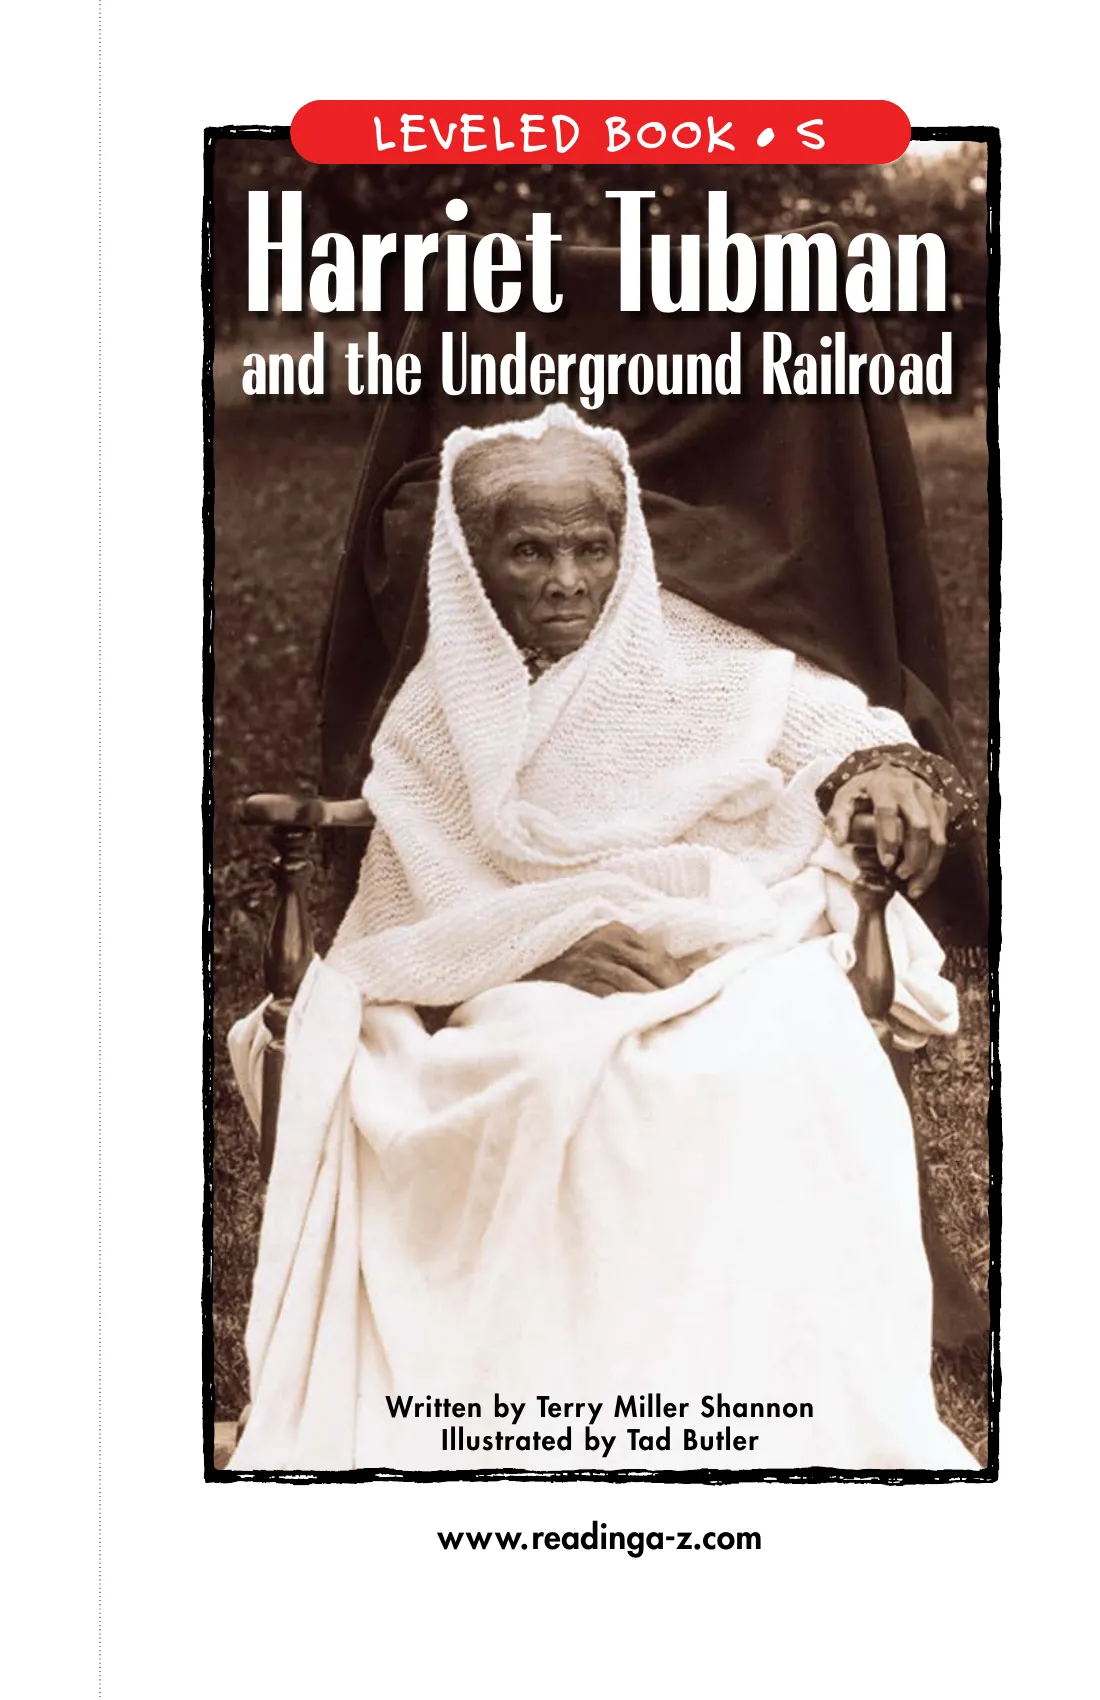 LEVELED BOOK • S
Harriet Tubman
and the Underground Railroad
Written by Terry Miller Shannon
Illustrated by Tad Butler
www.readinga-z.com